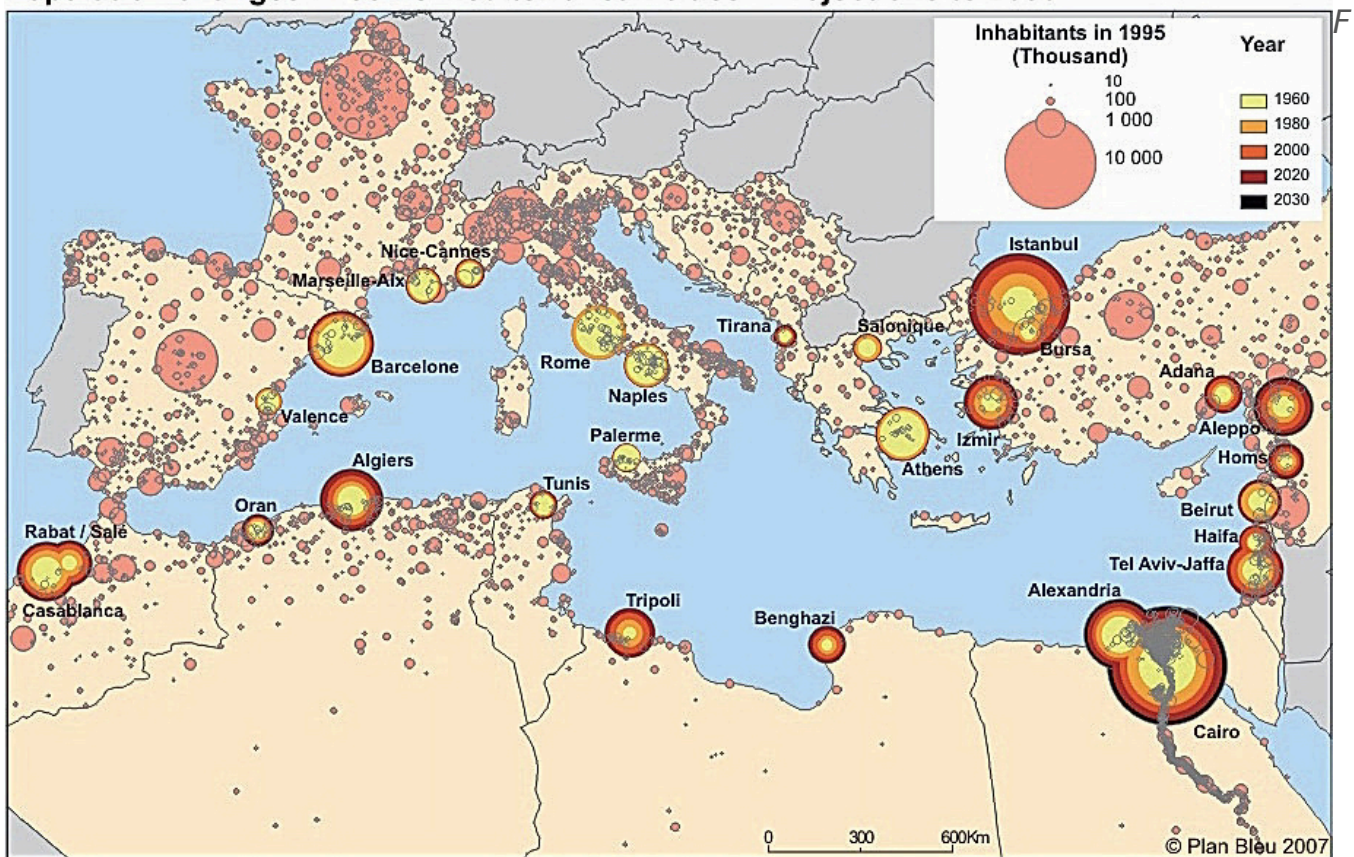 F
Inhabitants in 1995
(Thousand)
10
100
1 000
10 000
Year
1960
1980
2000
2020
2030
Istanbul
Nice-Cannes
Marseille-Aix
Tirana
Salonique
Bursa
Rome
Barcelone
Adana
Naples
Valence
Aleppo
Izmir
Palerme
Athens
Homs
Algiers
Tunis
Oran
Beirut
Rabat / Salé
Haifa
Tel Aviv-Jaffa
Alexandria
Casablanca
Tripoli
Benghazi
Cairo
0 300 600Km
© Plan Bleu 2007